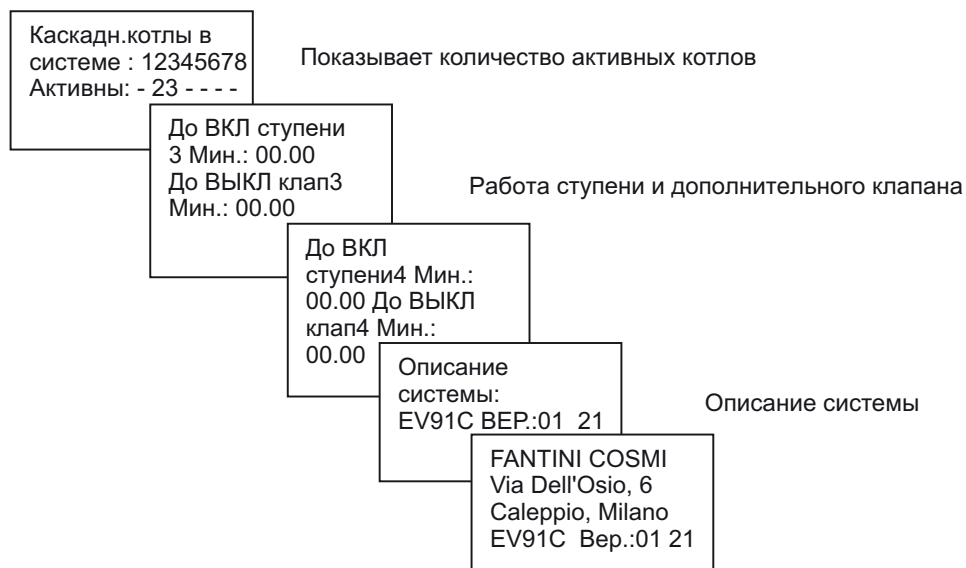 Каскадн.котлы в
системе : 12345678
Активны: - 23 - - - -
Показывает количество активных котлов
До ВКЛ ступени
3 Мин.: 00.00
До ВЫКЛ клап3
Мин.: 00.00
Работа ступени и дополнительного клапана
До ВКЛ
ступени4 Мин.:
00.00 До ВЫКЛ
клап4 Мин.:
00.00
Описание
системы:
EV91C ВЕР.:01 21
Описание системы
FANTINI COSMI
Via Dell'Osio, 6
Caleppio, Milano
EV91C Вер.:01 21